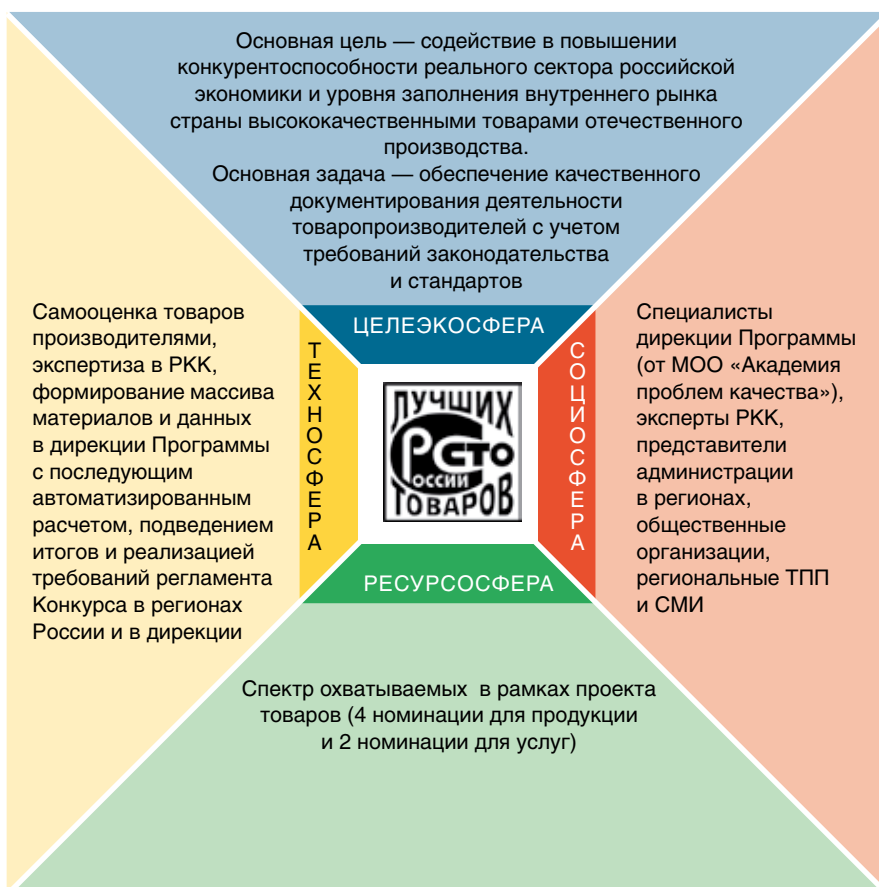 Основная цель — содействие в повышении
конкурентоспособности реального сектора российской
экономики и уровня заполнения внутреннего рынка
страны высококачественными товарами отечественного
производства.
Основная задача — обеспечение качественного
документирования деятельности
товаропроизводителей с учетом
требований законодательства
и стандартов
ЦЕЛЕЭКОСФЕРА
Самооценка товаров
производителями,
экспертиза в РКК,
формирование массива
материалов и данных
в дирекции Программы
с последующим
автоматизированным
расчетом, подведением
итогов и реализацией
требований регламента
Конкурса в регионах
России и в дирекции
ТЕХНОСФЕРА
ЛУЧШИХ
СТО
РОССИИ
ТОВАРОВ
СОЦИОСФЕРА
Специалисты
дирекции Программы
(от МОО «Академия
проблем качества»),
эксперты РКК,
представители
администрации
в регионах,
общественные
организации,
региональные ТПП
и СМИ
РЕСУРСОСФЕРА
Спектр охватываемых в рамках проекта
товаров (4 номинации для продукции
и 2 номинации для услуг)